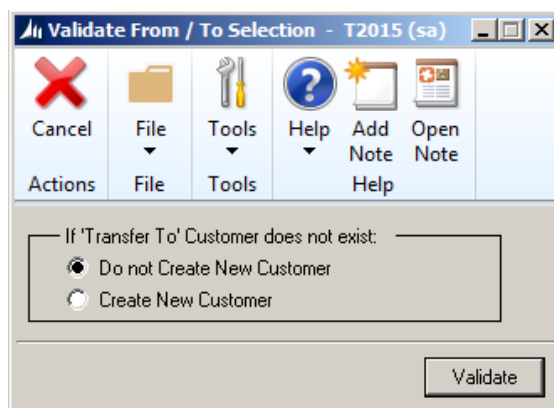 Validate From / To Selection - T2015 (sa)
Cancel File Tools Help Add Note Open Note
Actions File Tools Help
If 'Transfer To' Customer does not exist:
Do not Create New Customer
Create New Customer
Validate